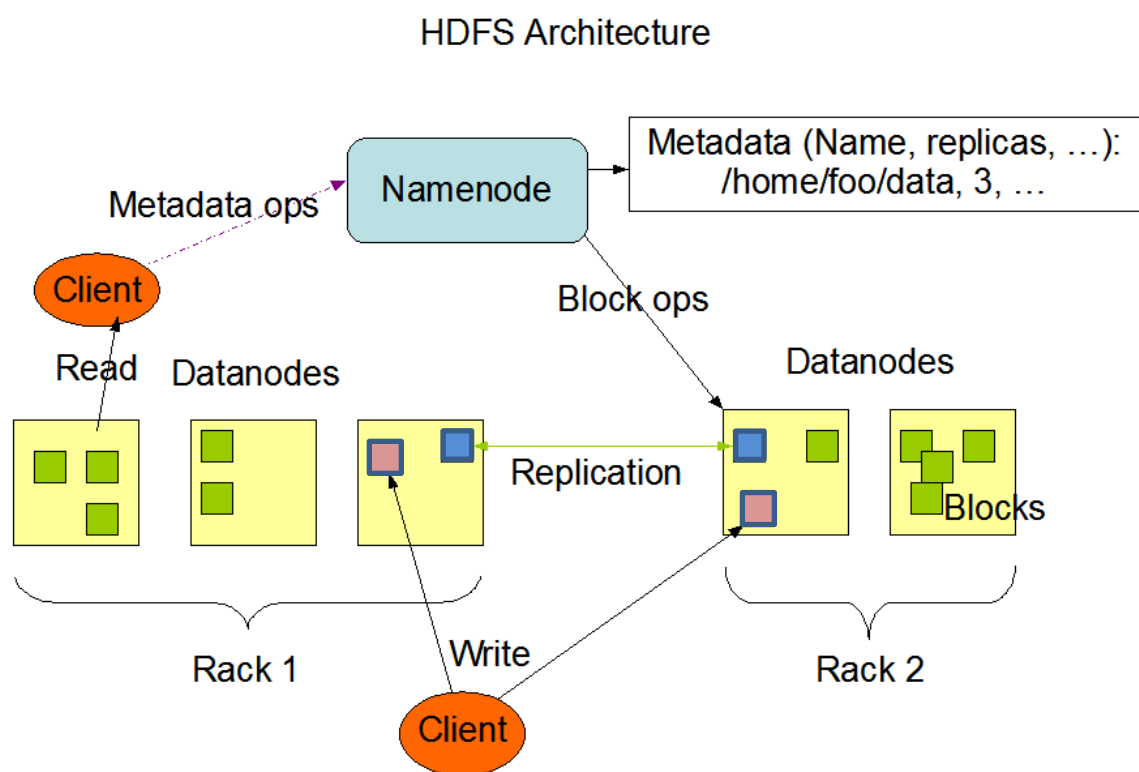 HDFS Architecture
Metadata (Name, replicas, …):
/home/foo/data, 3, …
Namenode
Metadata ops
Client
Block ops
Read
Datanodes
Datanodes
Replication
Blocks
Rack 1
Write
Rack 2
Client